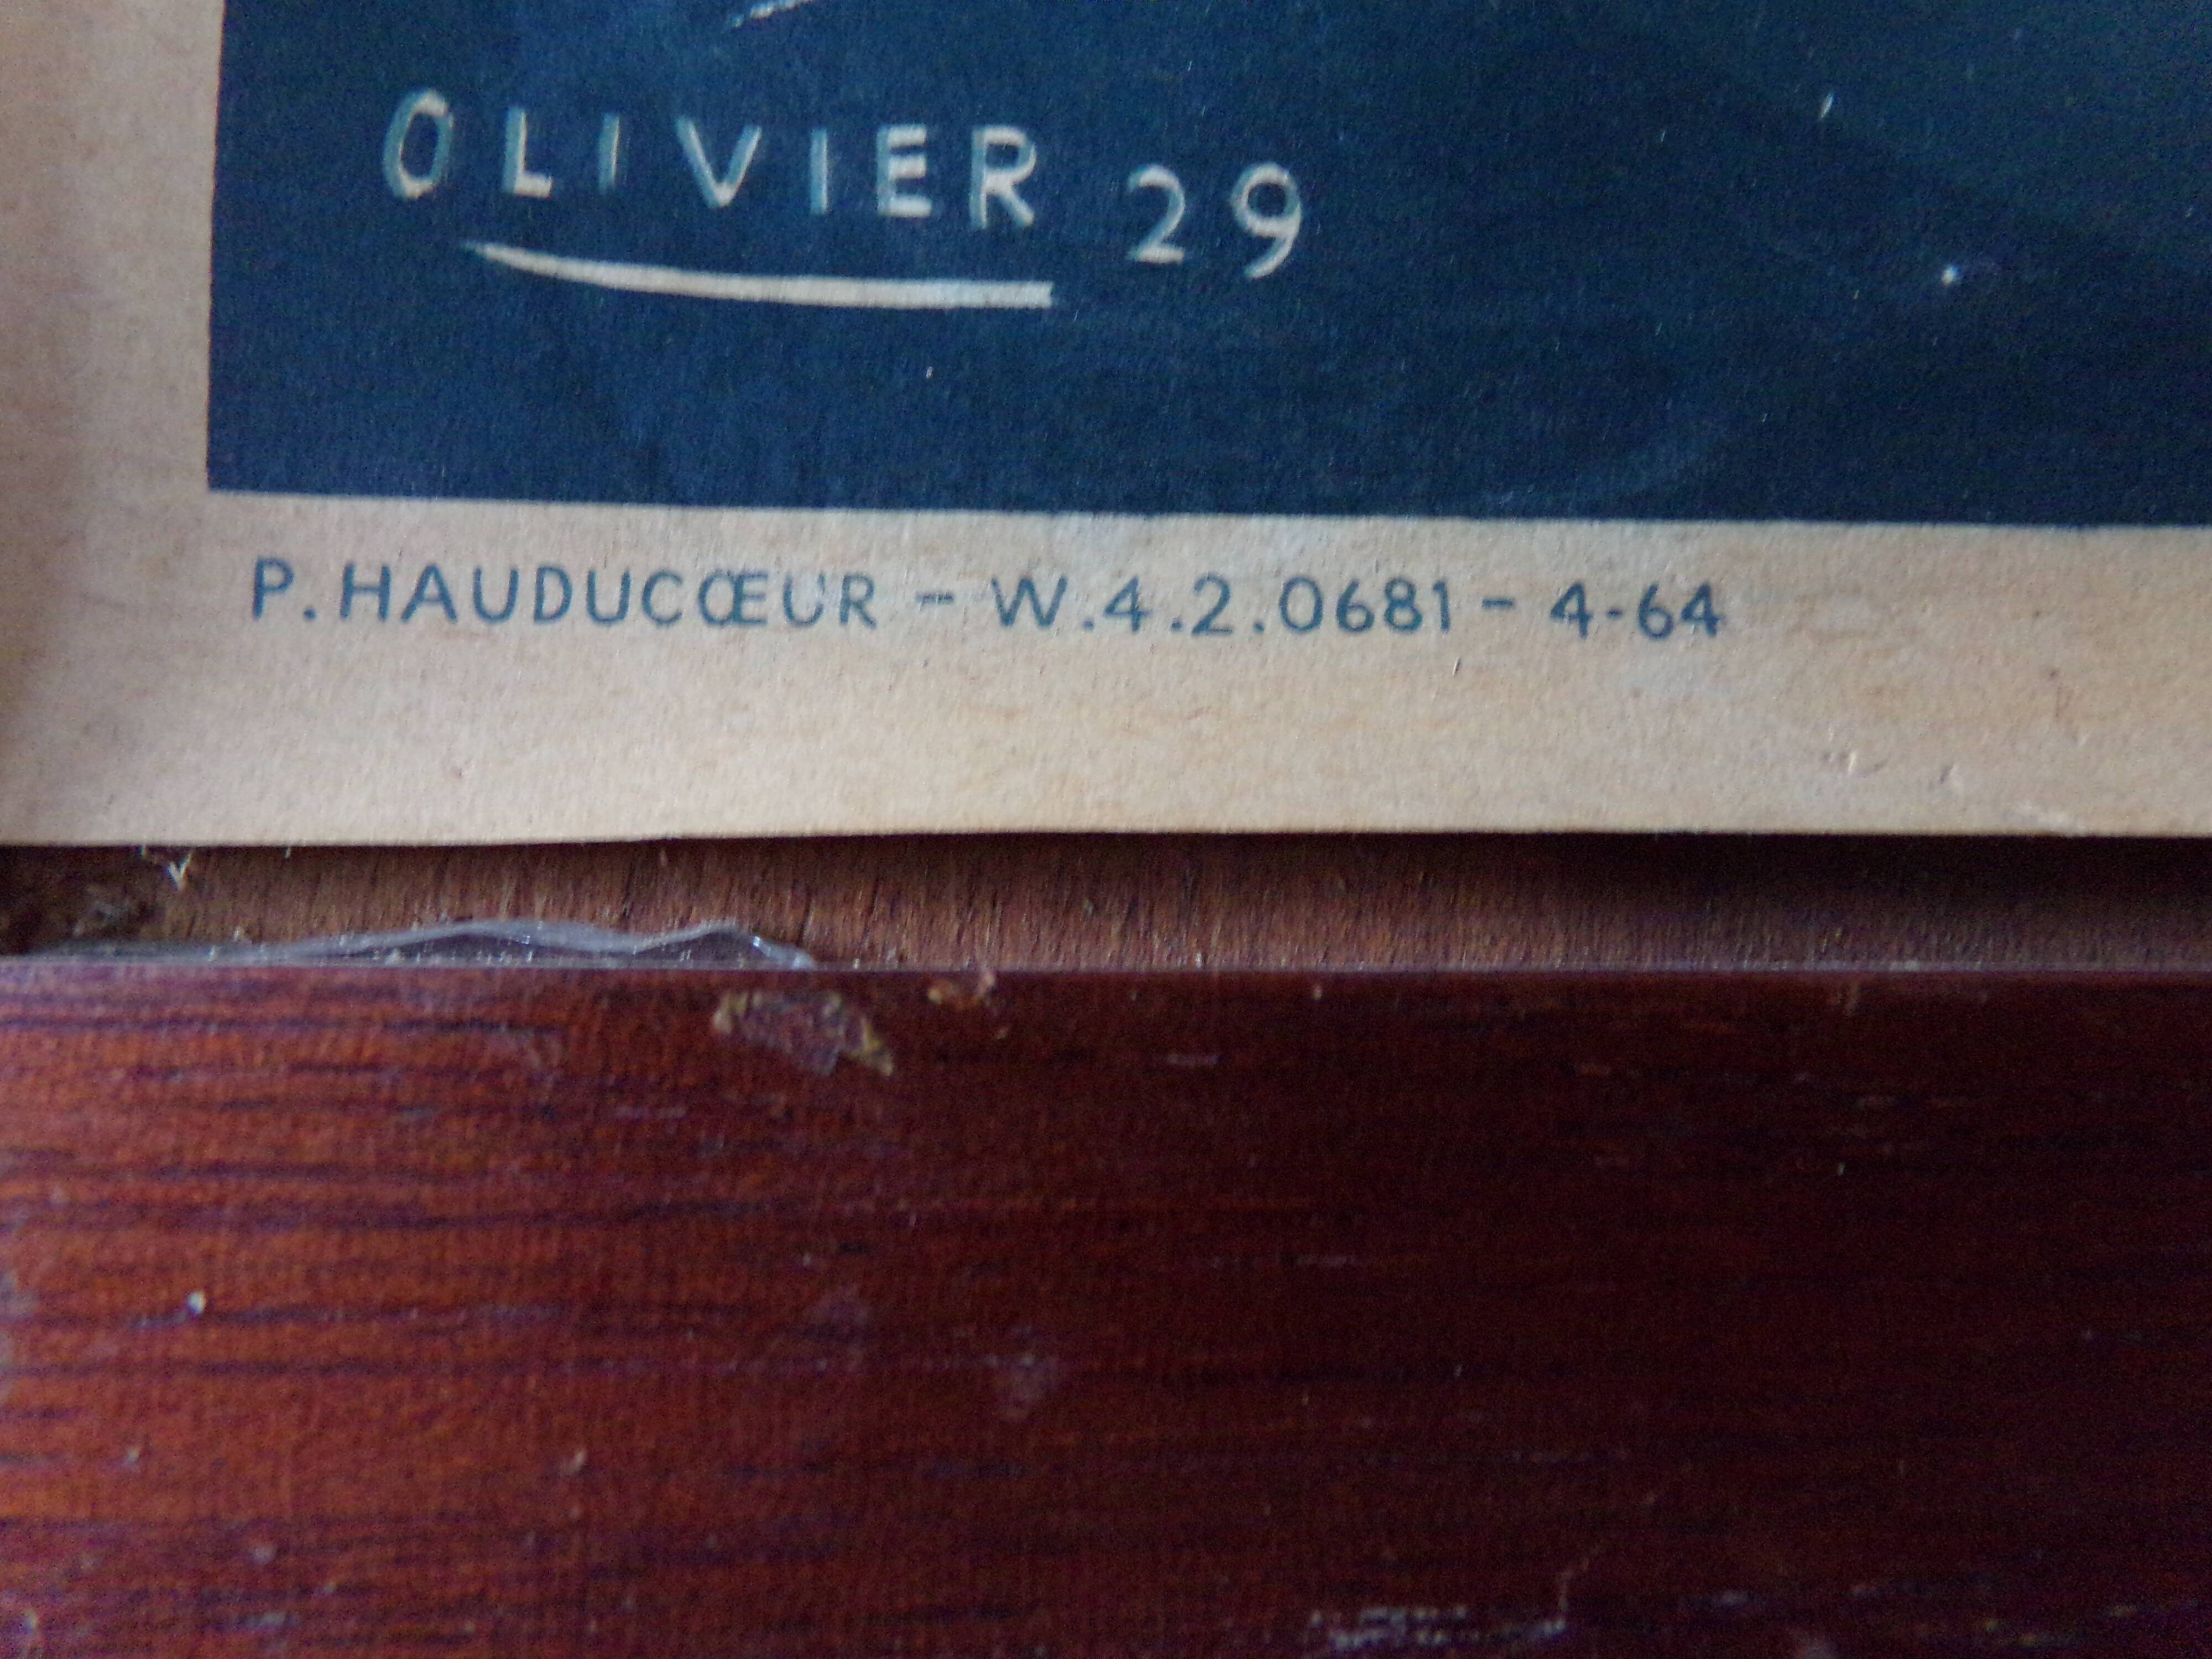 OLIVIER 29
P. HAUDUCŒUR – W.4.2.0681 – 4-64